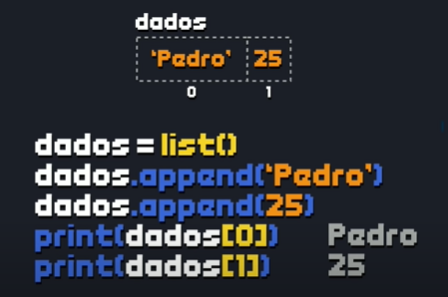 dados
'Pedro' 25
0 1
dados = list()
dados.append('Pedro')
dados.append(25)
print(dados[0]) Pedro
print(dados[1]) 25